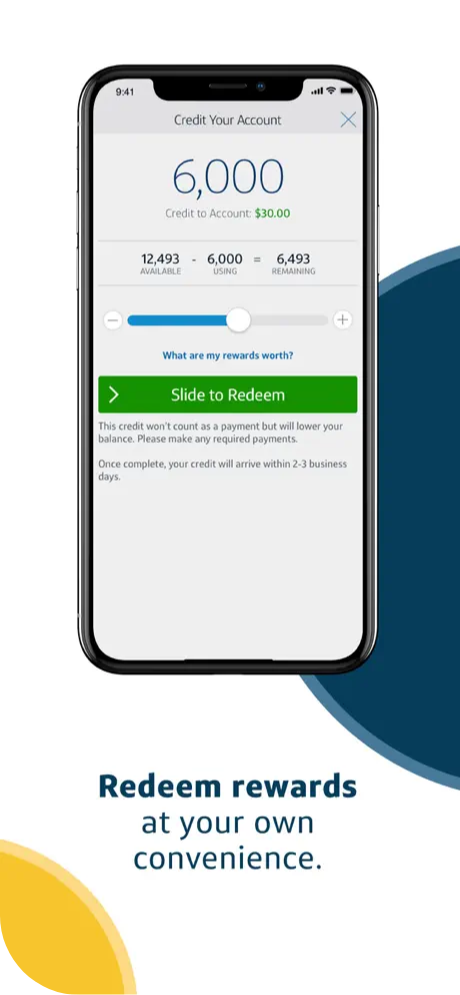 9:41
Credit Your Account
6,000
Credit to Account: $30.00
12,493 - 6,000 = 6,493
AVAILABLE USING REMAINING
What are my rewards worth?
Slide to Redeem
This credit won't count as a payment but will lower your
balance. Please make any required payments.
Once complete, your credit will arrive within 2-3 business
days.
Redeem rewards
at your own
convenience.